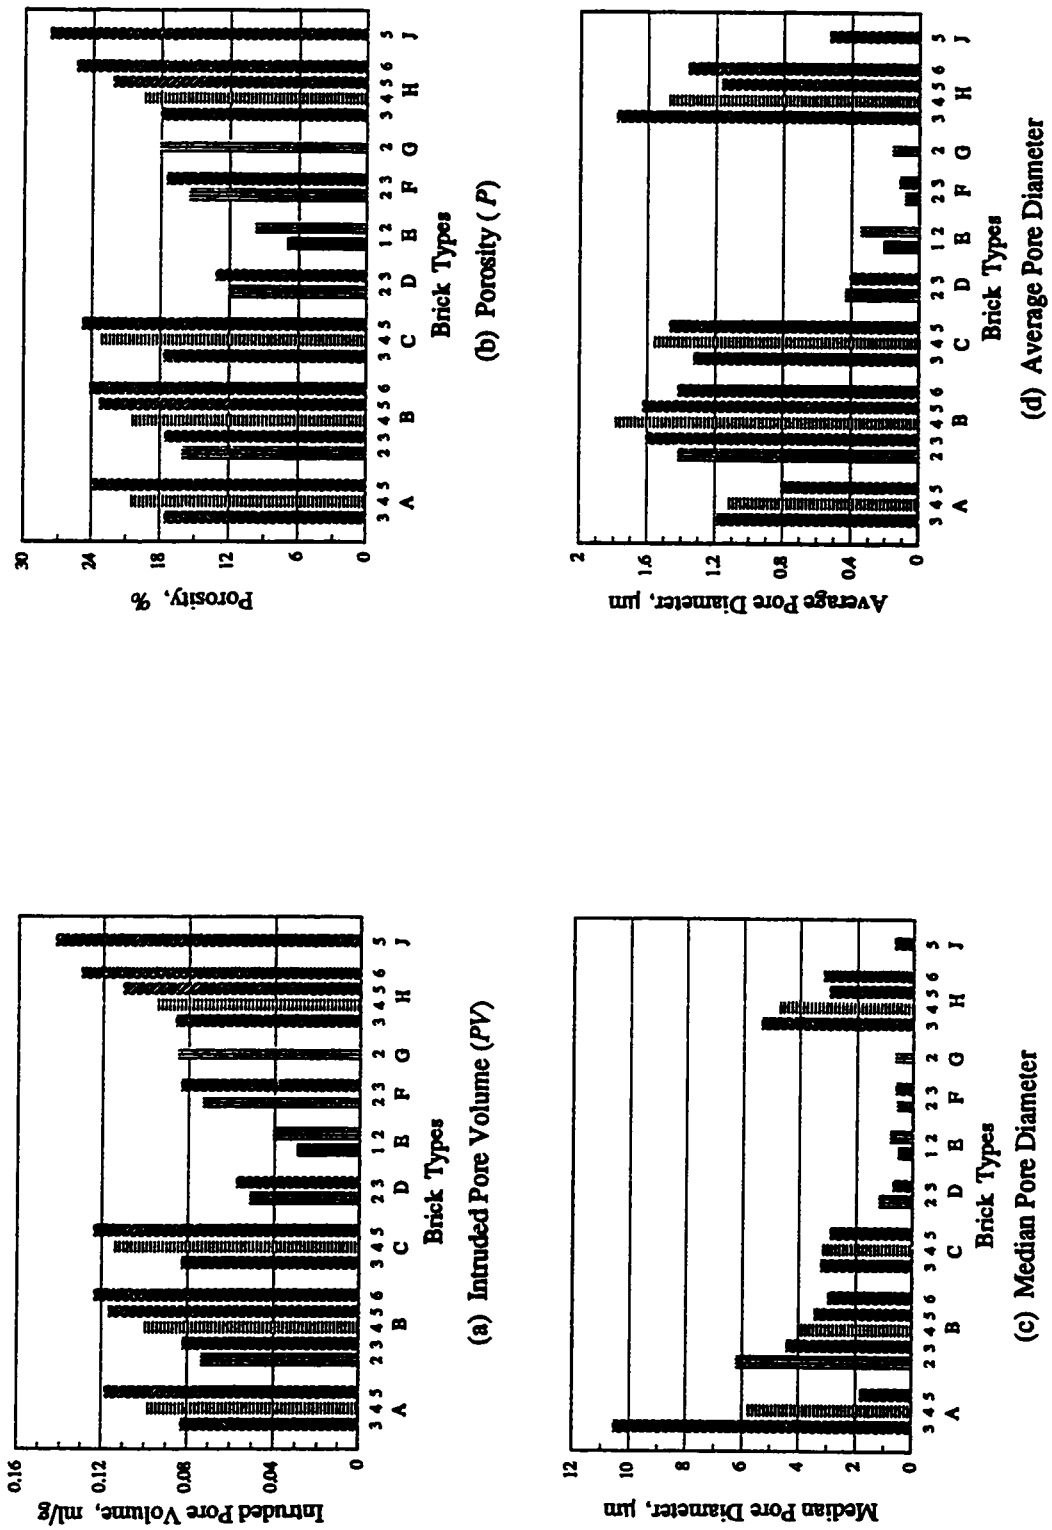 Intruded Pore Volume, ml/g
0.16
0.12
0.08
0.04
0
3 4 5 2 3 4 5 6 3 4 5 2 3 1 2 2 3 2 3 4 5 6 5
A B C D E F G H J
Brick Types
(a) Intruded Pore Volume (PV)
Porosity, %
30
24
18
12
6
0
3 4 5 2 3 4 5 6 3 4 5 2 3 1 2 2 3 2 3 4 5 6 5
A B C D E F G H J
Brick Types
(b) Porosity (P)
Median Pore Diameter, µm
12
10
8
6
4
2
0
3 4 5 2 3 4 5 6 3 4 5 2 3 1 2 2 3 2 3 4 5 6 5
A B C D E F G H J
Brick Types
(c) Median Pore Diameter
Average Pore Diameter, µm
2
1.6
1.2
0.8
0.4
0
3 4 5 2 3 4 5 6 3 4 5 2 3 1 2 2 3 2 3 4 5 6 5
A B C D E F G H J
Brick Types
(d) Average Pore Diameter